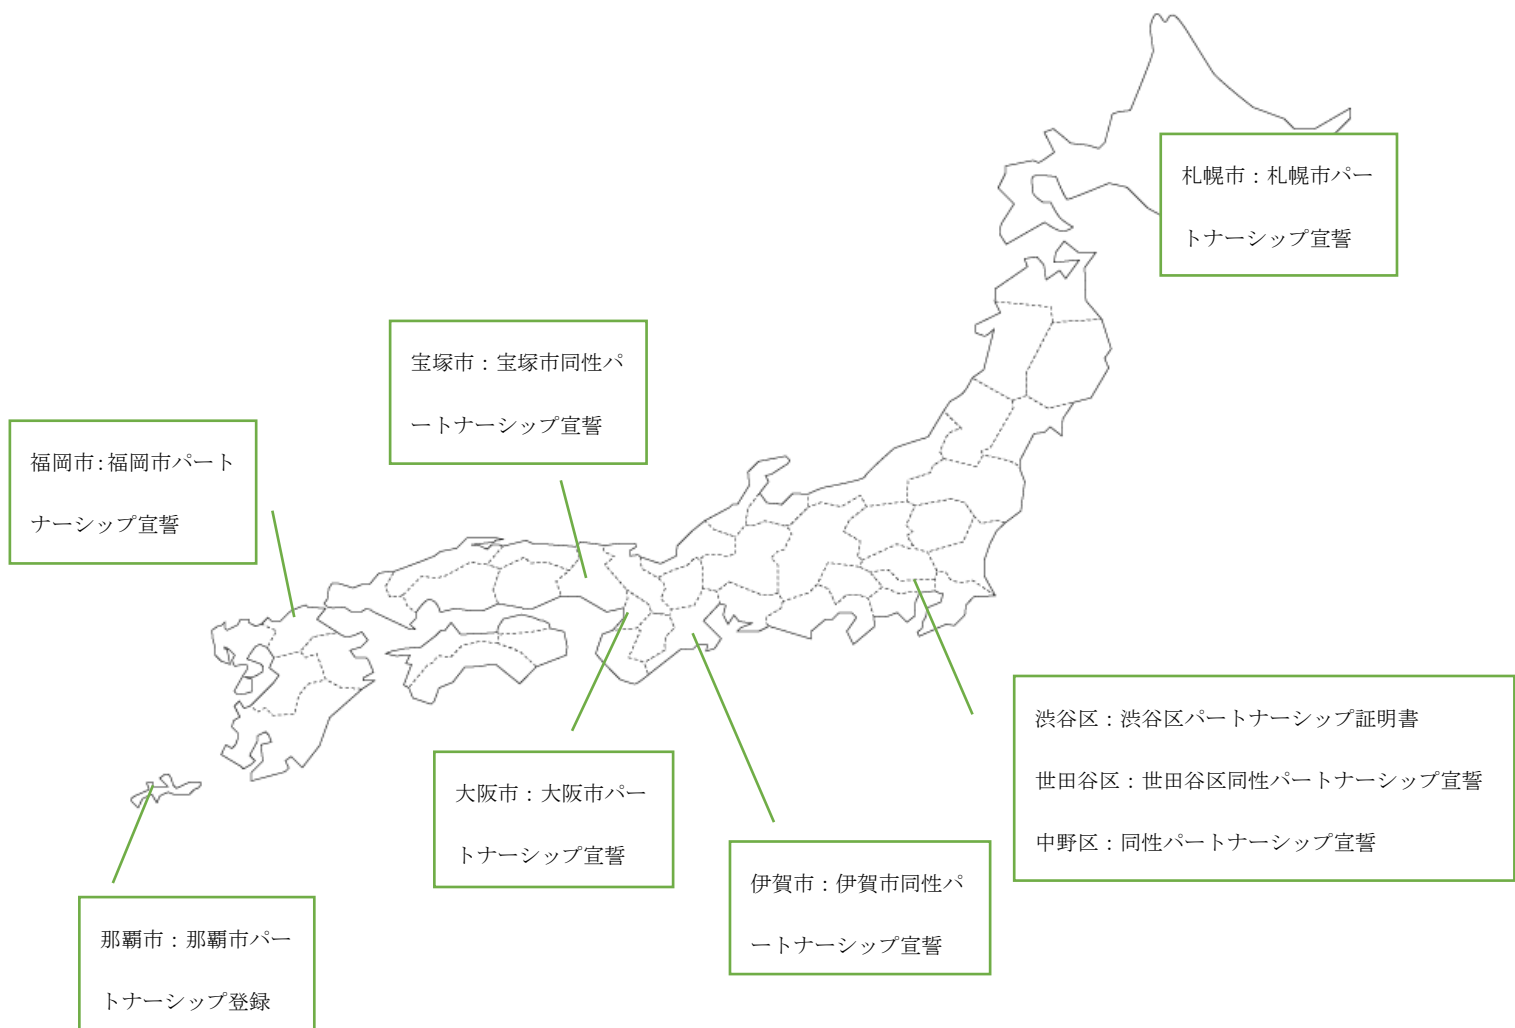 札幌市：札幌市パー
トナーシップ宣誓
宝塚市：宝塚市同性パ
ートナーシップ宣誓
福岡市:福岡市パート
ナーシップ宣誓
渋谷区：渋谷区パートナーシップ証明書
世田谷区：世田谷区同性パートナーシップ宣誓
中野区：同性パートナーシップ宣誓
大阪市：大阪市パー
トナーシップ宣誓
伊賀市：伊賀市同性パ
ートナーシップ宣誓
那覇市：那覇市パー
トナーシップ登録